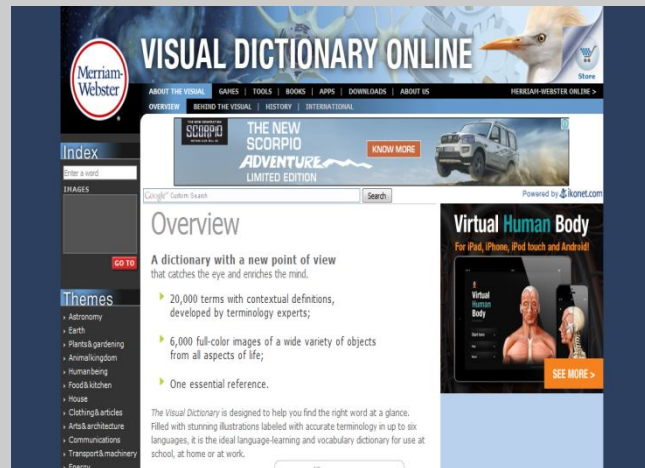 VISUAL DICTIONARY ONLINE
Merriam-
Webster
Store
ABOUT THE VISUAL GAMES | TOOLS | BOOKS | APPS | DOWNLOADS | ABOUT US
MERRIAM-WEBSTER ONLINE >
OVERVIEW BEHIND THE VISUAL | HISTORY | INTERNATIONAL
SCORPIO
THE NEW
SCORPIO
ADVENTURE
LIMITED EDITION
KNOW MORE
Index
Enter a word
IMAGES
GO TO
Google Custom Search
Search
Powered by ikonet.com
Overview
A dictionary with a new point of view
that catches the eye and enriches the mind.
20,000 terms with contextual definitions,
developed by terminology experts;
6,000 full-color images of a wide variety of objects
from all aspects of life;
One essential reference.
The Visual Dictionary is designed to help you find the right word at a glance.
Filled with stunning illustrations labeled with accurate terminology in up to six
languages, it is the ideal language-learning and vocabulary dictionary for use at
school, at home or at work.
Themes
Astronomy
Earth
Plants & gardening
Animal kingdom
Human being
Food & kitchen
House
Clothing & articles
Arts & architecture
Communications
Transport & machinery
Energy
Virtual Human Body
For iPad, iPhone, iPod touch and Android!
Virtual
Human
Body
SEE MORE >